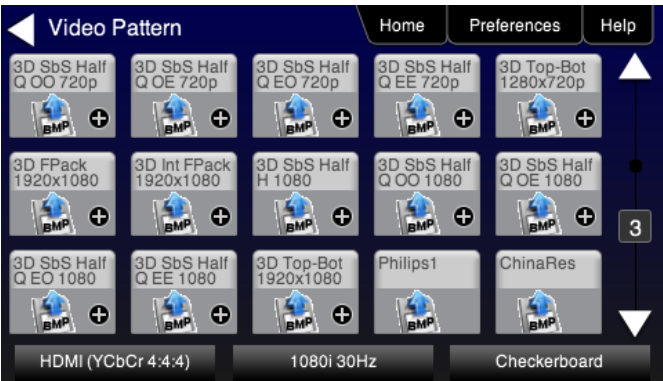 Video Pattern
Home
Preferences
Help
3D SbS Half
Q OO 720p
BMP
3D SbS Half
Q OE 720p
BMP
3D SbS Half
Q EO 720p
BMP
3D SbS Half
Q EE 720p
BMP
3D Top-Bot
1280x720p
BMP
3D FPack
1920x1080
BMP
3D Int FPack
1920x1080
BMP
3D SbS Half
H 1080
BMP
3D SbS Half
Q OO 1080
BMP
3D SbS Half
Q OE 1080
BMP
3
3D SbS Half
Q EO 1080
BMP
3D SbS Half
Q EE 1080
BMP
3D Top-Bot
1920x1080
BMP
Philips1
BMP
ChinaRes
BMP
HDMI (YCbCr 4:4:4)
1080i 30Hz
Checkerboard